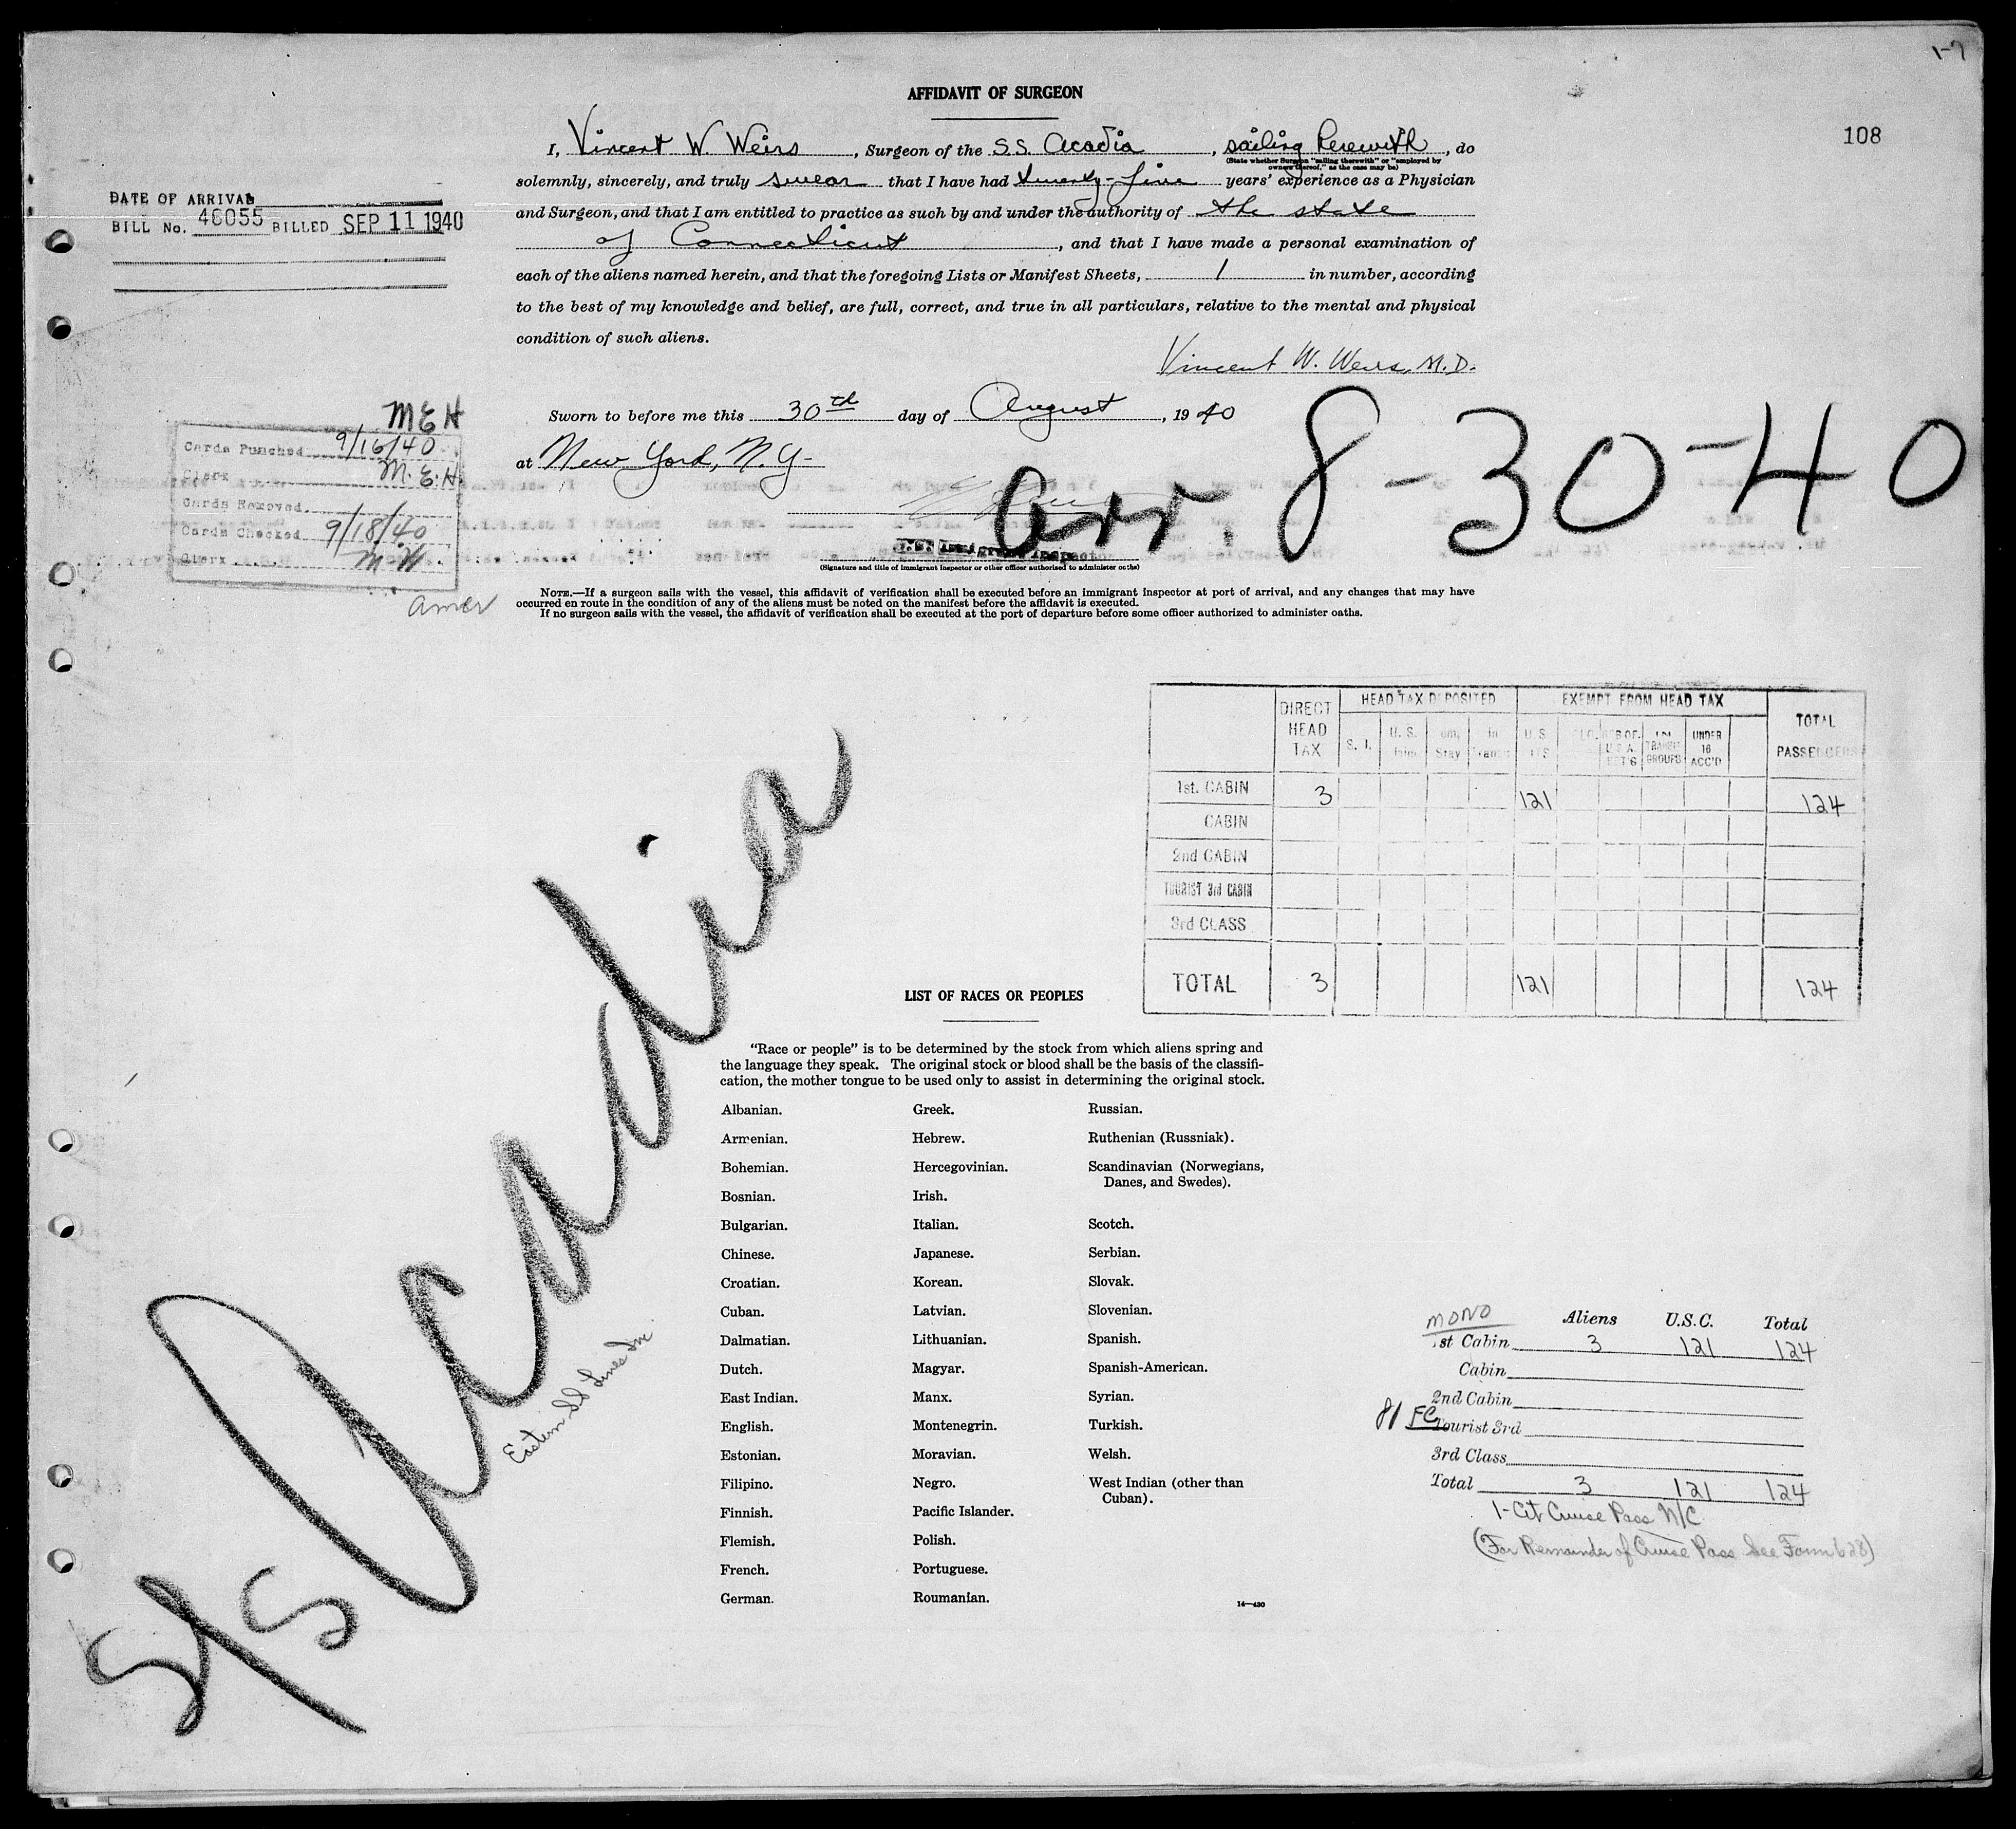 1-7
108
AFFIDAVIT OF SURGEON
I, Vincent W. Weirs, Surgeon of the S.S. Acadia, sailing herewith, do
(State whether Surgeon "sailing therewith" or "employed by
owners thereof," as the case may be)
solemnly, sincerely, and truly swear that I have had twenty-five years' experience as a Physician
and Surgeon, and that I am entitled to practice as such by and under the authority of the state
of Connecticut, and that I have made a personal examination of
each of the aliens named herein, and that the foregoing Lists or Manifest Sheets, 1 in number, according
to the best of my knowledge and belief, are full, correct, and true in all particulars, relative to the mental and physical
condition of such aliens.
Vincent W. Weirs, M.D.
Sworn to before me this 30th day of August, 1940
at New York, N.Y.
Arr. 8-30-40
U.S. Immigrant Inspector
(Signature and title of immigrant inspector or other officer authorized to administer oaths)
NOTE.—If a surgeon sails with the vessel, this affidavit of verification shall be executed before an immigrant inspector at port of arrival, and any changes that may have
occurred en route in the condition of any of the aliens must be noted on the manifest before the affidavit is executed.
If no surgeon sails with the vessel, the affidavit of verification shall be executed at the port of departure before some officer authorized to administer oaths.
DATE OF ARRIVAL
BILL No. 46055 BILLED SEP 11 1940
MEH
Cards Punched 9/16/40
Clerk M.E.H.
Cards Removed
Cards Checked 9/18/40
Clerk M.H
amer
DIRECT HEAD TAX
HEAD TAX DEPOSITED
EXEMPT FROM HEAD TAX
TOTAL PASSENGERS
S. I.
U. S.
Stay
U.S.
TRANSIT GROUPS
UNDER 16 ACC'D
1st. CABIN 3 121 124
CABIN
2nd CABIN
TOURIST 3rd CABIN
3rd CLASS
TOTAL 3 121 124
S/S Acadia
Eastern SS Lines Inc.
LIST OF RACES OR PEOPLES
"Race or people" is to be determined by the stock from which aliens spring and
the language they speak. The original stock or blood shall be the basis of the classifi-
cation, the mother tongue to be used only to assist in determining the original stock.
Albanian.
Armenian.
Bohemian.
Bosnian.
Bulgarian.
Chinese.
Croatian.
Cuban.
Dalmatian.
Dutch.
East Indian.
English.
Estonian.
Filipino.
Finnish.
Flemish.
French.
German.
Greek.
Hebrew.
Hercegovinian.
Irish.
Italian.
Japanese.
Korean.
Latvian.
Lithuanian.
Magyar.
Manx.
Montenegrin.
Moravian.
Negro.
Pacific Islander.
Polish.
Portuguese.
Roumanian.
Russian.
Ruthenian (Russniak).
Scandinavian (Norwegians,
Danes, and Swedes).
Scotch.
Serbian.
Slovak.
Slovenian.
Spanish.
Spanish-American.
Syrian.
Turkish.
Welsh.
West Indian (other than
Cuban).
14—430
MONO Aliens U.S.C. Total
1st Cabin 3 121 124
Cabin
2nd Cabin
81 FC Tourist 3rd
3rd Class
Total 3 121 124
1-Cit Cruise Pass N/C
(For Remainder of Cruise Pass See Form 628)